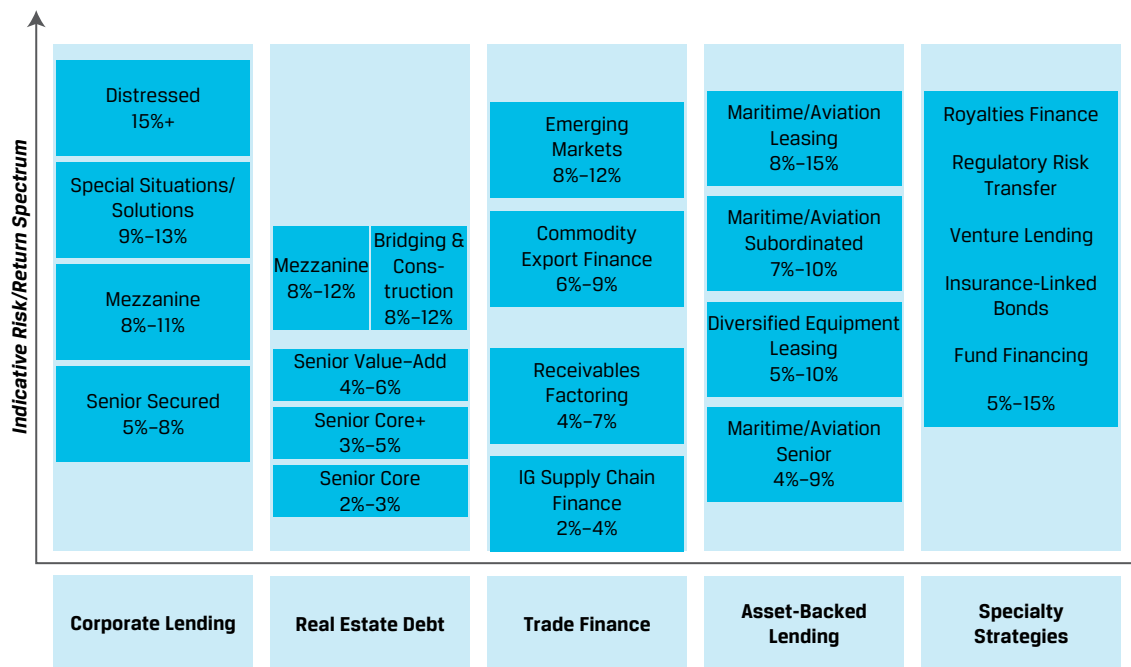 Indicative Risk/Return Spectrum
Distressed
15%+
Special Situations/
Solutions
9%–13%
Mezzanine
8%–11%
Senior Secured
5%–8%
Mezzanine
8%–12%
Bridging &
Cons-
truction
8%–12%
Senior Value–Add
4%–6%
Senior Core+
3%–5%
Senior Core
2%–3%
Emerging
Markets
8%–12%
Commodity
Export Finance
6%–9%
Receivables
Factoring
4%–7%
IG Supply Chain
Finance
2%–4%
Maritime/Aviation
Leasing
8%–15%
Maritime/Aviation
Subordinated
7%–10%
Diversified Equipment
Leasing
5%–10%
Maritime/Aviation
Senior
4%–9%
Royalties Finance
Regulatory Risk
Transfer
Venture Lending
Insurance-Linked
Bonds
Fund Financing
5%–15%
Corporate Lending
Real Estate Debt
Trade Finance
Asset-Backed
Lending
Specialty
Strategies